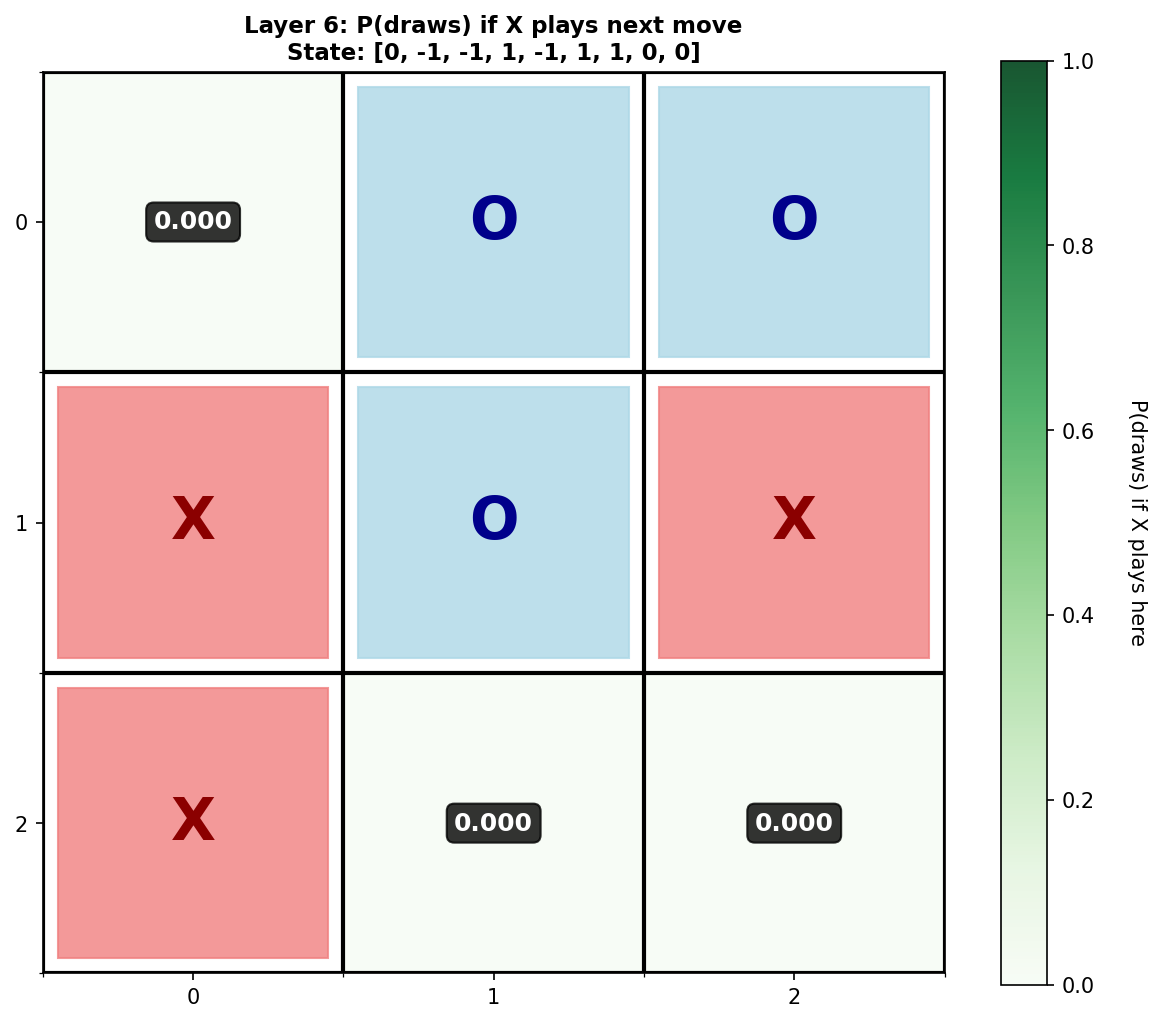 Layer 6: P(draws) if X plays next move
State: [0, -1, -1, 1, -1, 1, 1, 0, 0]
0
0.000
O
O
1
X
O
X
2
X
0.000
0.000
0
1
2
1.0
0.8
0.6
0.4
0.2
0.0
P(draws) if X plays here